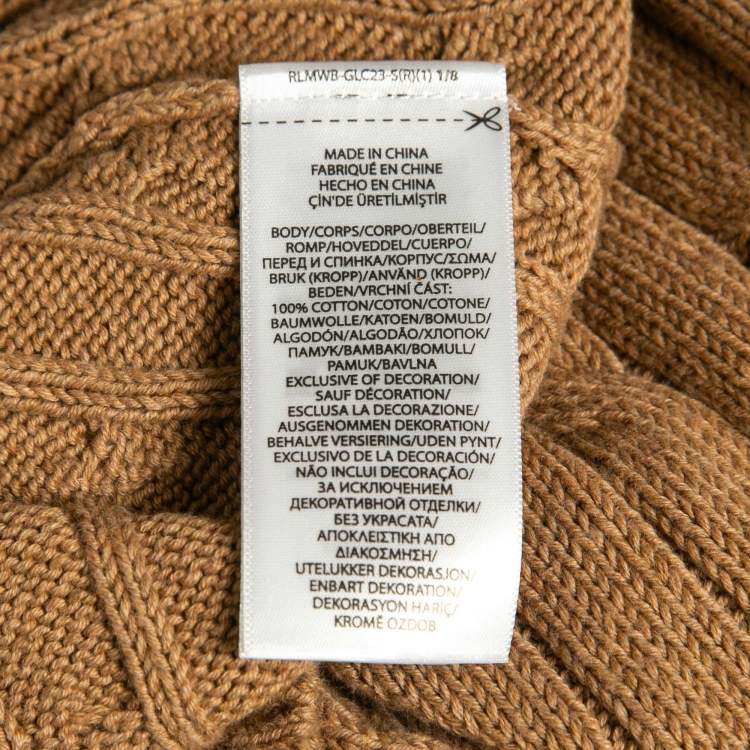 RLMWB-GLC23-S(R)(1) 1/8
MADE IN CHINA
FABRIQUÉ EN CHINE
HECHO EN CHINA
ÇİN'DE ÜRETİLMİŞTİR
BODY/CORPS/CORPO/OBERTEIL/
ROMP/HOVEDDEL/CUERPO/
ПЕРЕД И СПИНКА/КОРПУС/ΣΩΜΑ/
BRUK (KROPP)/ANVÄND (KROPP)/
BEDEN/VRCHNÍ ČÁST:
100% COTTON/COTON/COTONE/
BAUMWOLLE/KATOEN/BOMULD/
ALGODÓN/ALGODÃO/ХЛОПОК/
ПАМУК/ΒΑΜΒΑΚΙ/BOMULL/
PAMUK/BAVLNA
EXCLUSIVE OF DECORATION/
SAUF DÉCORATION/
ESCLUSA LA DECORAZIONE/
AUSGENOMMEN DEKORATION/
BEHALVE VERSIERING/UDEN PYNT/
EXCLUSIVO DE LA DECORACIÓN/
NÃO INCLUI DECORAÇÃO/
ЗА ИСКЛЮЧЕНИЕМ
ДЕКОРАТИВНОЙ ОТДЕЛКИ/
БЕЗ УКРАСАТА/
ΑΠΟΚΛΕΙΣΤΙΚΗ ΑΠΟ
ΔΙΑΚΟΣΜΗΣΗ/
UTELUKKER DEKORASJON/
ENBART DEKORATION/
DEKORASYON HARİÇ/
KROMĚ OZDOB